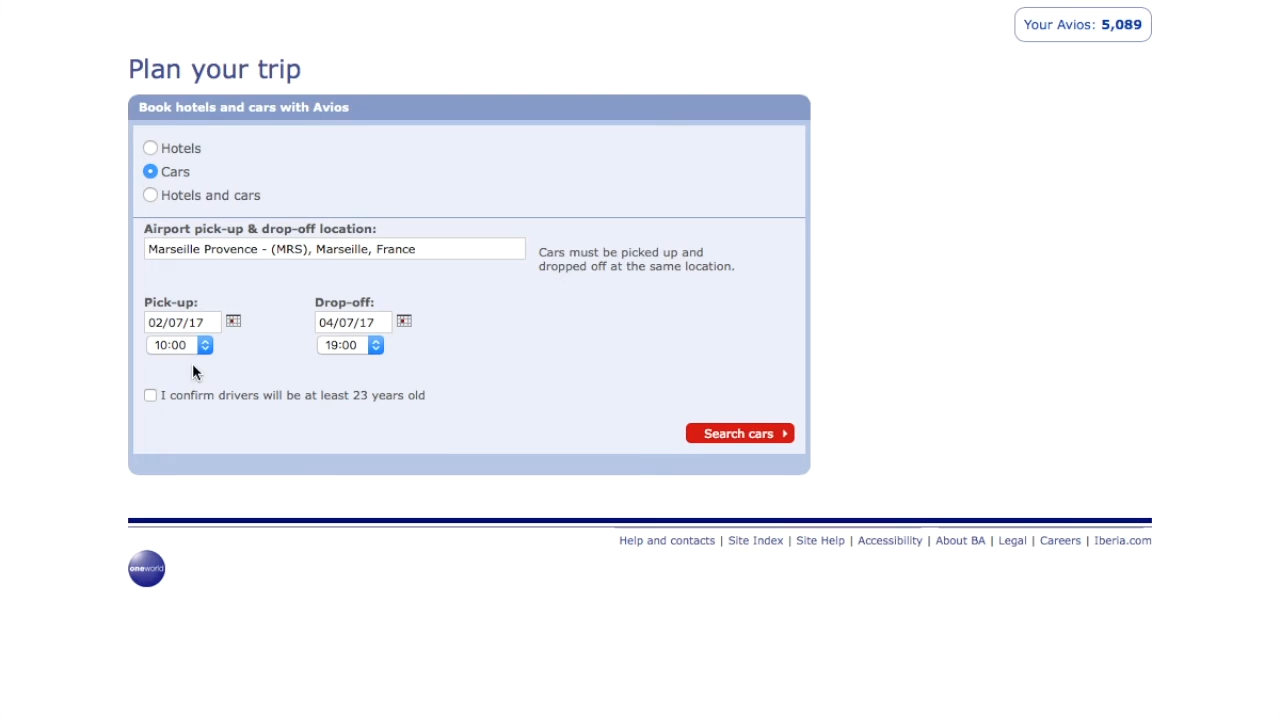 Your Avios: 5,089
Plan your trip
Book hotels and cars with Avios
Hotels
Cars
Hotels and cars
Airport pick-up & drop-off location:
Marseille Provence - (MRS), Marseille, France
Cars must be picked up and
dropped off at the same location.
Pick-up: Drop-off:
02/07/17 04/07/17
10:00 19:00
I confirm drivers will be at least 23 years old
Search cars
Help and contacts | Site Index | Site Help | Accessibility | About BA | Legal | Careers | Iberia.com
oneworld